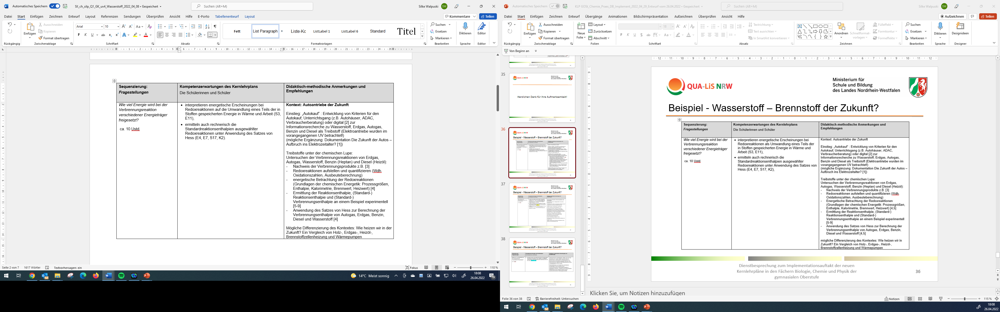 Automatisches Speichern
SII_ch_silp_Q1_GK_uv4_Wasserstoff_2022_04_08 • Gespeichert
Suchen (Alt+M)
Silke Walpuski
SW
Datei Start Einfügen Zeichnen Entwurf Layout Referenzen Sendungen Überprüfen Ansicht Hilfe E-Porto Tabellenentwurf Layout
Kommentare
Teilen
Einfügen
Ausschneiden
Kopieren
Format übertragen
Arial
10
Fett
List Paragraph
Liste-Kc
ListLabel 1
ListLabel 6
Standard
Titel
Suchen
Ersetzen
Markieren
Diktieren
Editor
Rückgängig Zwischenablage Schriftart Absatz Formatvorlagen Bearbeiten Sprache Editor
Sequenzierung:
Fragestellungen
Kompetenzerwartungen des Kernlehrplans
Die Schülerinnen und Schüler
Didaktisch-methodische Anmerkungen und
Empfehlungen
Wie viel Energie wird bei der
Verbrennungsreaktion
verschiedener Energieträger
freigesetzt?
ca. 10 Ustd.
• interpretieren energetische Erscheinungen bei
Redoxreaktionen auf die Umwandlung eines Teils der in
Stoffen gespeicherten Energie in Wärme und Arbeit (S3,
E11),
• ermitteln auch rechnerisch die
Standardreaktionsenthalpien ausgewählter
Redoxreaktionen unter Anwendung des Satzes von
Hess (E4, E7, S17, K2).
Kontext: Autoantriebe der Zukunft
Einstieg: „Autokauf“ : Entwicklung von Kriterien für den
Autokauf; Unterrichtsgang (z.B. Autohäuser, ADAC,
Verbraucherberatung) oder digital [2] zur
Informationsrecherche zu Wasserstoff, Erdgas, Autogas,
Benzin und Diesel als Treibstoff (Elektroantriebe wurden im
vorangegangenen UV betrachtet!)
(mögliche Ergänzung: Dokumentation Die Zukunft der Autos –
Aufbruch ins Elektrozeitalter? [1])
Treibstoffe unter der chemischen Lupe:
Untersuchen der Verbrennungsreaktionen von Erdgas,
Autogas, Wasserstoff, Benzin (Heptan) und Diesel (Heizöl):
- Nachweis der Verbrennungsprodukte z.B. [3]
- Redoxreaktionen aufstellen und quantifizieren (Wdh.
Oxidationszahlen, Ausbeuteberechnung)
- energetische Betrachtung der Redoxreaktionen
(Grundlagen der chemischen Energetik: Prozessgrößen,
Enthalpie, Kalorimetrie, Brennwert, Heizwert) [4]
- Ermittlung der Reaktionsenthalpie, (Standard-)
Reaktionsenthalpie und (Standard-)
Verbrennungsenthalpie an einem Beispiel experimentell
[5-9]
- Anwendung des Satzes von Hess zur Berechnung der
Verbrennungsenthalpie von Autogas, Erdgas, Benzin,
Diesel und Wasserstoff [4]
Mögliche Differenzierung des Kontextes: Wie heizen wir in der
Zukunft? Ein Vergleich von Holz-, Erdgas-, Heizöl-,
Brennstoffzellenheizung und Wärmepumpen
Seite 2 von 7 1617 Wörter Textvorhersagen: ein
Fokus
110 %
14°C Meist sonnig
18:08
26.04.2022
19
Automatisches Speichern
KLP GOSt_Chemie_Praes_DB_Implement_2022_04_29_Entwurf vom 26.04.2022 • Gespeichert
Suchen (Alt+M)
Silke Walpuski
SW
Datei Start Einfügen Zeichnen Entwurf Übergänge Animationen Bildschirmpräsentation Aufzeichnen Überprüfen Ansicht Hilfe
Aufzeichnen
Teilen
Einfügen
Ausschneiden
Kopieren
Format übertragen
Neue
Folie
Layout
Zurücksetzen
Abschnitt
18
Textrichtung
Text ausrichten
In SmartArt konvertieren
Anordnen
Schnellformat-
vorlagen
Fülleffekt
Formkontur
Formeffekte
Suchen
Ersetzen
Markieren
Diktieren
Designideen
Rückgängig Zwischenablage Folien Schriftart Absatz Zeichnen Bearbeiten Sprache Designer
Von Beginn an
35
Herzlichen Dank für Ihre Aufmerksamkeit!
36
Beispiel - Wasserstoff – Brennstoff der Zukunft?
37
Beispiel - Wasserstoff – Brennstoff der Zukunft?
38
Beispiel - Wasserstoff – Brennstoff der Zukunft?
QUA-LiS NRW
Ministerium für
Schule und Bildung
des Landes Nordrhein-Westfalen
Beispiel - Wasserstoff – Brennstoff der Zukunft?
Sequenzierung:
Fragestellungen
Kompetenzerwartungen des Kernlehrplans
Die Schülerinnen und Schüler
Didaktisch-methodische Anmerkungen und
Empfehlungen
Wie viel Energie wird bei der
Verbrennungsreaktion
verschiedener Energieträger
freigesetzt?
ca. 10 Ustd.
• interpretieren energetische Erscheinungen bei
Redoxreaktionen als Umwandlung eines Teils der
in Stoffen gespeicherten Energie in Wärme und
Arbeit (S3, E11),
• ermitteln auch rechnerisch die
Standardreaktionsenthalpien ausgewählter
Redoxreaktionen unter Anwendung des Satzes von
Hess (E4, E7, S17, K2),
Kontext: Autoantriebe der Zukunft
Einstieg: „Autokauf“ : Entwicklung von Kriterien für den
Autokauf; Unterrichtsgang (z.B. Autohäuser, ADAC,
Verbraucherberatung) oder digital [2] zur
Informationsrecherche zu Wasserstoff, Erdgas, Autogas,
Benzin und Diesel als Treibstoff (Elektroantriebe wurden im
vorangegangenen UV betrachtet!)
(mögliche Ergänzung: Dokumentation Die Zukunft der Autos –
Aufbruch ins Elektrozeitalter? [1])
Treibstoffe unter der chemischen Lupe:
Untersuchen der Verbrennungsreaktionen von Erdgas,
Autogas, Wasserstoff, Benzin (Heptan) und Diesel (Heizöl):
- Nachweis der Verbrennungsprodukte z.B. [3]
- Redoxreaktionen aufstellen und quantifizieren (Wdh.
Oxidationszahlen, Ausbeuteberechnung)
- Energetische Betrachtung der Redoxreaktionen
(Grundlagen der chemischen Energetik: Prozessgrößen,
Enthalpie, Kalorimetrie, Brennwert, Heizwert) [4,5]
- Ermittlung der Reaktionsenthalpie, (Standard-)
Reaktionsenthalpie und (Standard-)
Verbrennungsenthalpie an einem Beispiel experimentell
[5-9]
- Anwendung des Satzes von Hess zur Berechnung der
Verbrennungsenthalpie von Autogas, Erdgas, Benzin,
Diesel und Wasserstoff [4,5]
mögliche Differenzierung des Kontextes: Wie heizen wir in
Zukunft? Ein Vergleich von Holz-, Erdgas-, Heizöl-,
Brennstoffzellenheizung und Wärmepumpen
Dienstbesprechung zum Implementationsauftakt der neuen
Kernlehrpläne in den Fächern Biologie, Chemie und Physik der
gymnasialen Oberstufe
36
Klicken Sie, um Notizen hinzuzufügen
Folie 36 von 38 Barrierefreiheit: Untersuchen
Notizen
115 %
18:08
26.04.2022